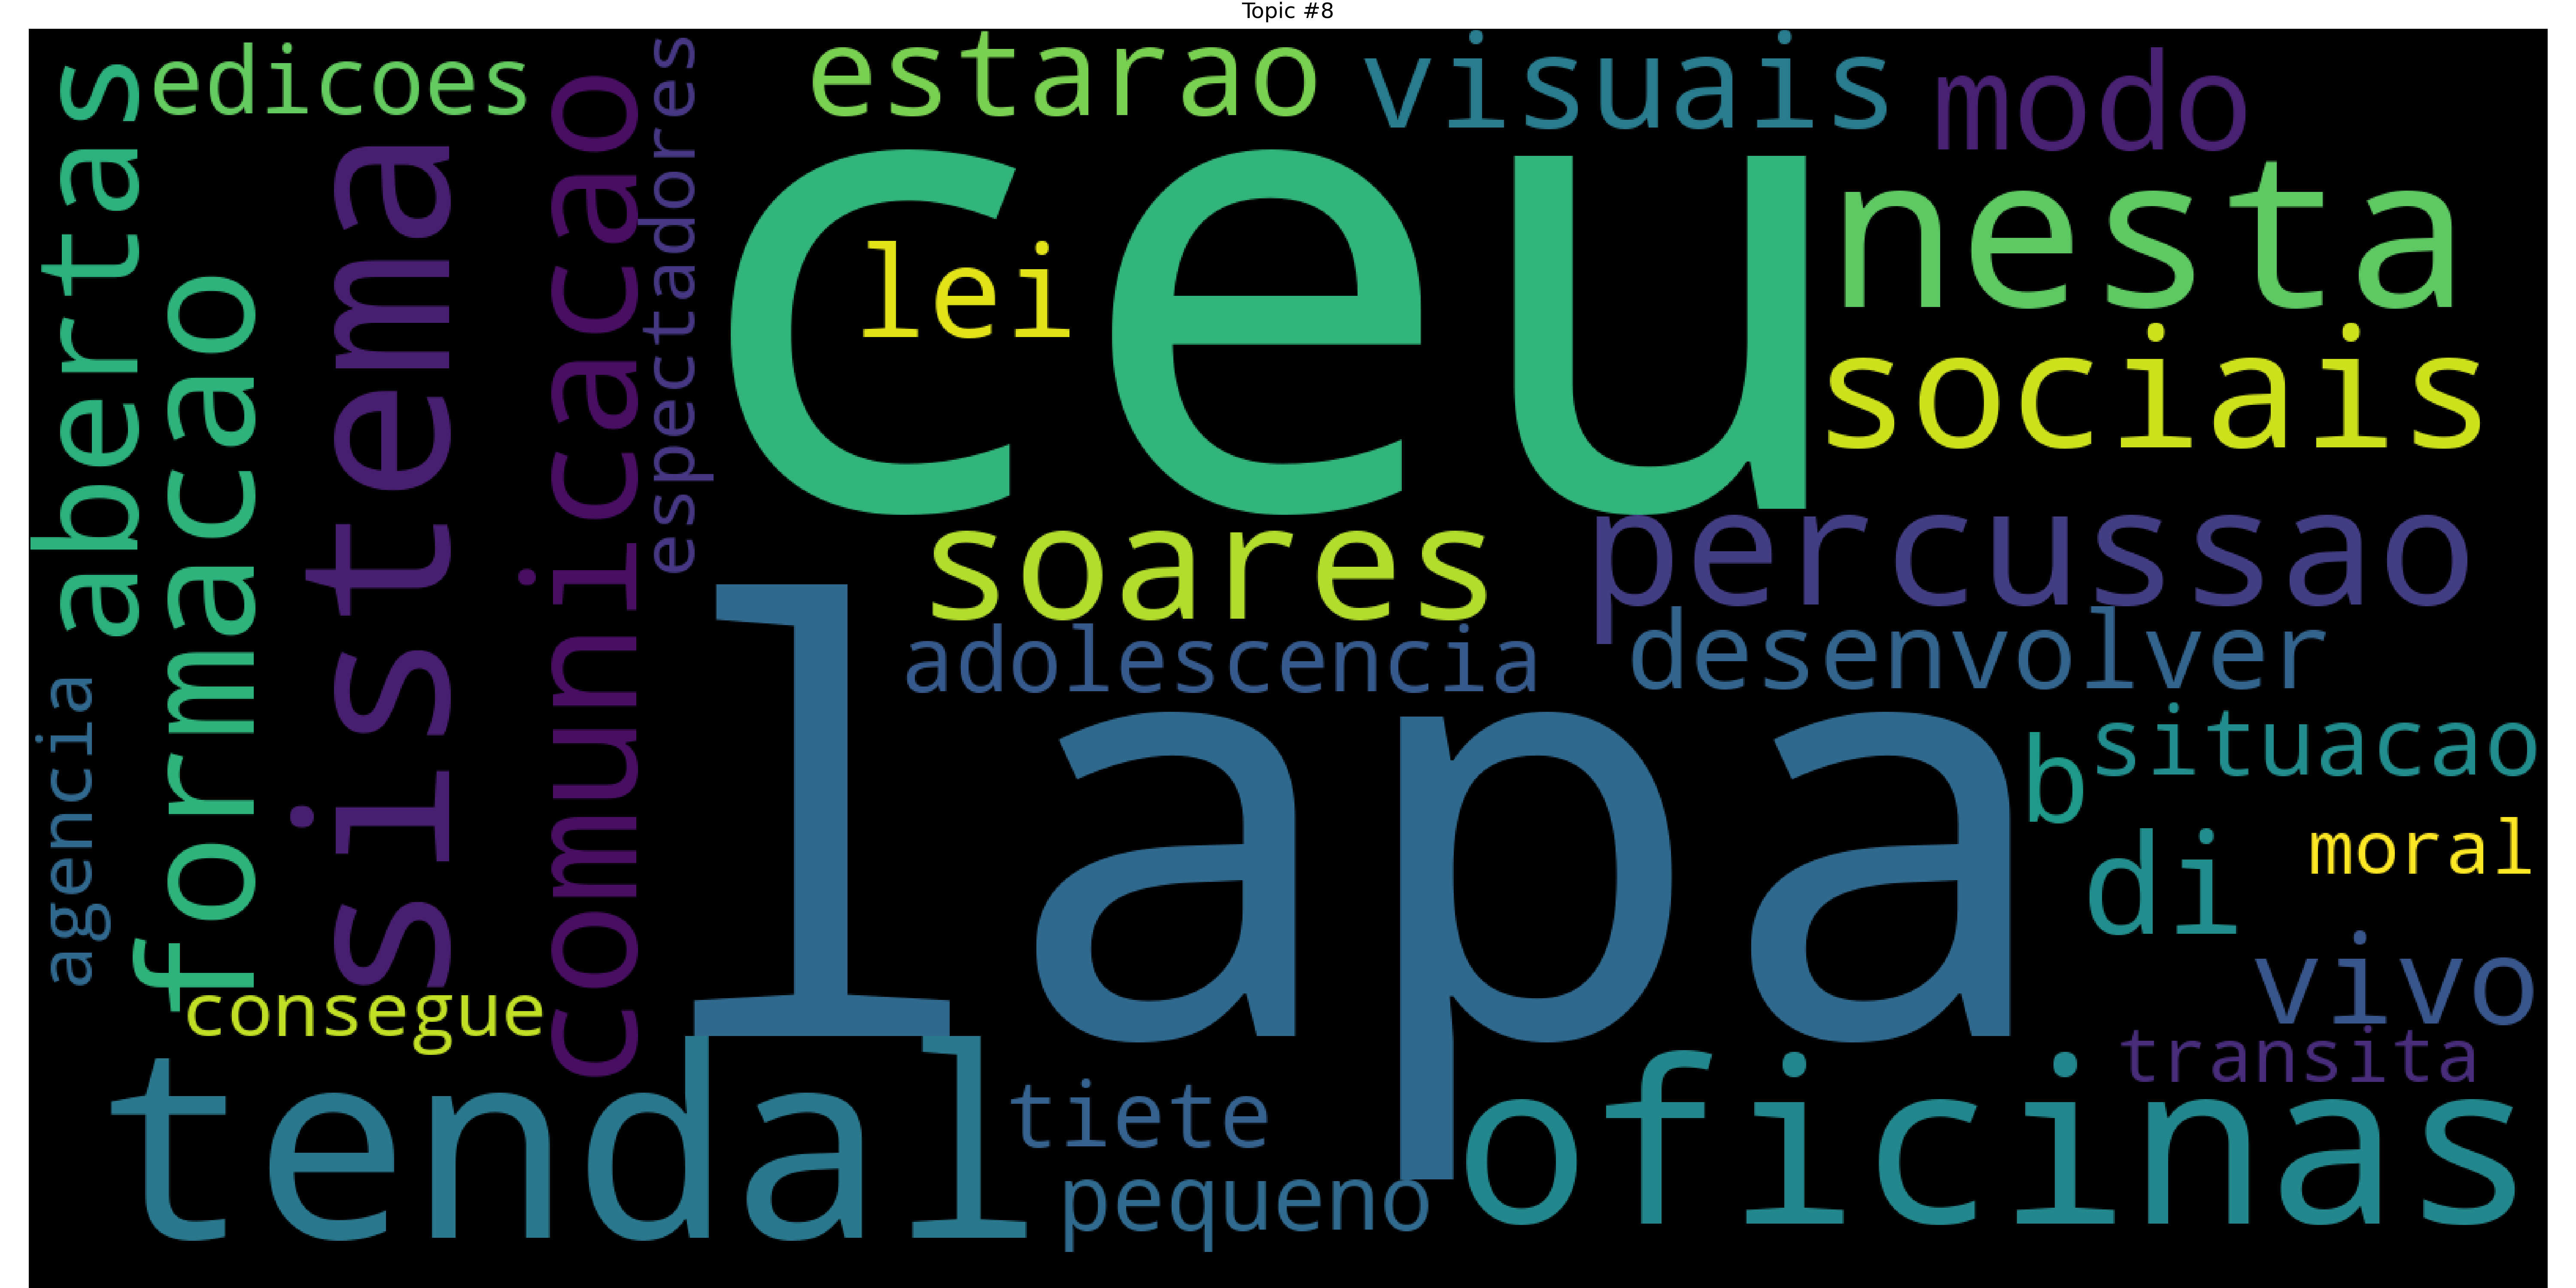 Topic #8
edicoes
estarao
visuais
modo
abertas
formacao
sistema
comunicacao
espectadores
ceu
lei
nesta
sociais
soares
percussao
adolescencia
desenvolver
lapa
b
situacao
di
moral
agencia
vivo
consegue
transita
tendal
tiete
pequeno
oficinas